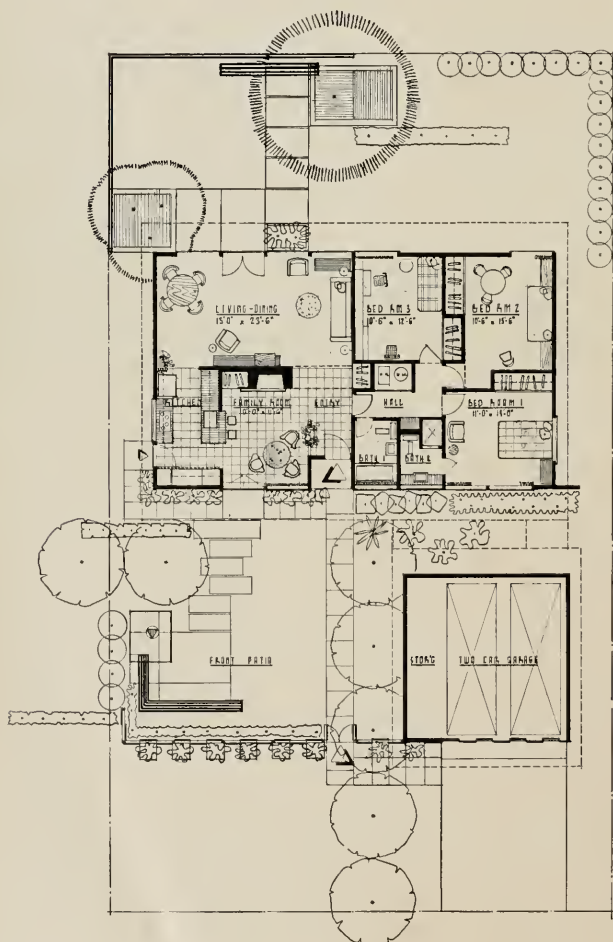 LIVING-DINING
15'0" x 23'-6"
BED RM 3
10'-6" x 12'-6"
BED RM 2
10'-6" x 13'-6"
KITCHEN
FAMILY ROOM
ENTRY
HALL
BED ROOM 1
11'-0" x 14'-0"
BATH 1
BATH 2
FRONT PATIO
STOR'G
TWO CAR GARAGE